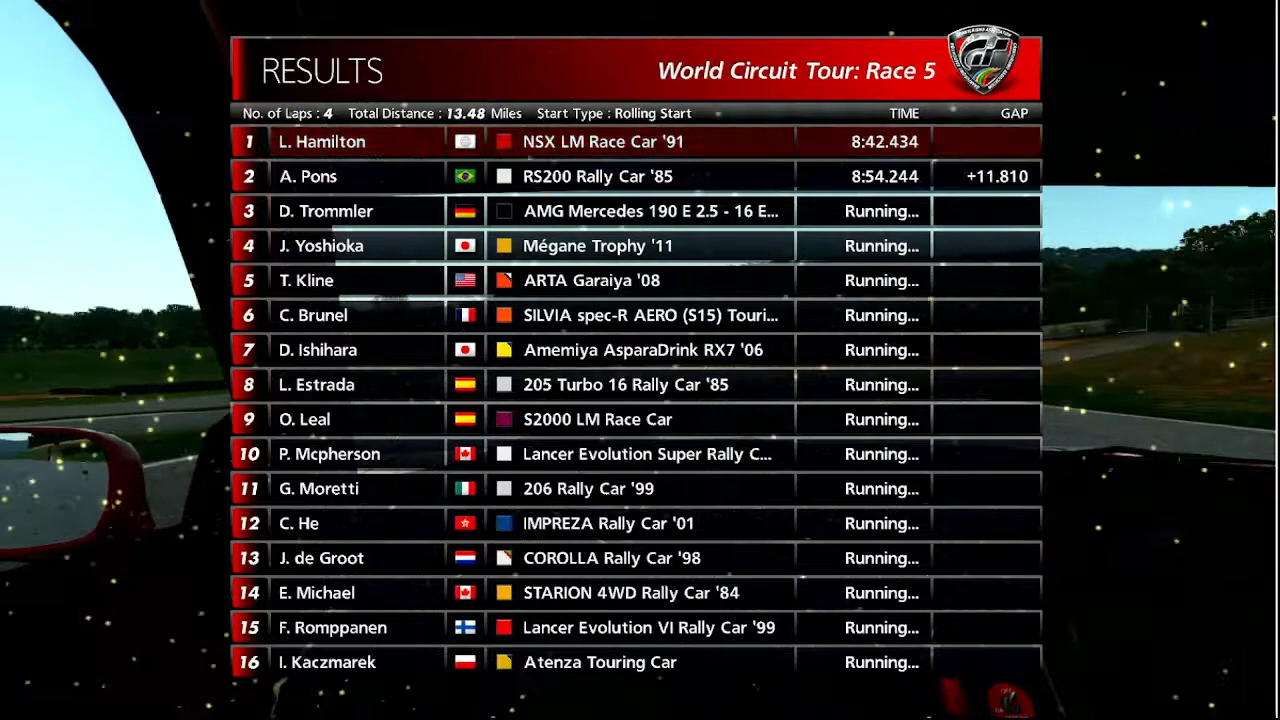 RESULTS
World Circuit Tour: Race 5
No. of Laps : 4 Total Distance : 13.48 Miles Start Type : Rolling Start TIME GAP
1 L. Hamilton NSX LM Race Car '91 8:42.434
2 A. Pons RS200 Rally Car '85 8:54.244 +11.810
3 D. Trommler AMG Mercedes 190 E 2.5 - 16 E... Running...
4 J. Yoshioka Mégane Trophy '11 Running...
5 T. Kline ARTA Garaiya '08 Running...
6 C. Brunel SILVIA spec-R AERO (S15) Touri... Running...
7 D. Ishihara Amemiya AsparaDrink RX7 '06 Running...
8 L. Estrada 205 Turbo 16 Rally Car '85 Running...
9 O. Leal S2000 LM Race Car Running...
10 P. Mcpherson Lancer Evolution Super Rally C... Running...
11 G. Moretti 206 Rally Car '99 Running...
12 C. He IMPREZA Rally Car '01 Running...
13 J. de Groot COROLLA Rally Car '98 Running...
14 E. Michael STARION 4WD Rally Car '84 Running...
15 F. Romppanen Lancer Evolution VI Rally Car '99 Running...
16 I. Kaczmarek Atenza Touring Car Running...